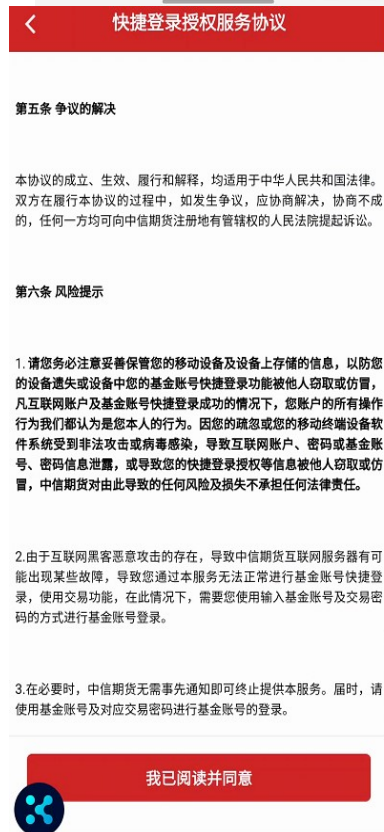 快捷登录授权服务协议
第五条 争议的解决
本协议的成立、生效、履行和解释，均适用于中华人民共和国法律。
双方在履行本协议的过程中，如发生争议，应协商解决，协商不成
的，任何一方均可向中信期货注册地有管辖权的人民法院提起诉讼。
第六条 风险提示
1. 请您务必注意妥善保管您的移动设备及设备上存储的信息，以防您
的设备遗失或设备中您的基金账号快捷登录功能被他人窃取或仿冒，
凡互联网账户及基金账号快捷登录成功的情况下，您账户的所有操作
行为我们都认为是您本人的行为。因您的疏忽或您的移动终端设备软
件系统受到非法攻击或病毒感染，导致互联网账户、密码或基金账
号、密码信息泄露，或导致您的快捷登录授权等信息被他人窃取或仿
冒，中信期货对由此导致的任何风险及损失不承担任何法律责任。
2.由于互联网黑客恶意攻击的存在，导致中信期货互联网服务器有可
能出现某些故障，导致您通过本服务无法正常进行基金账号快捷登
录，使用交易功能，在此情况下，需要您使用输入基金账号及交易密
码的方式进行基金账号登录。
3.在必要时，中信期货无需事先通知即可终止提供本服务。届时，请
使用基金账号及对应交易密码进行基金账号的登录。
我已阅读并同意